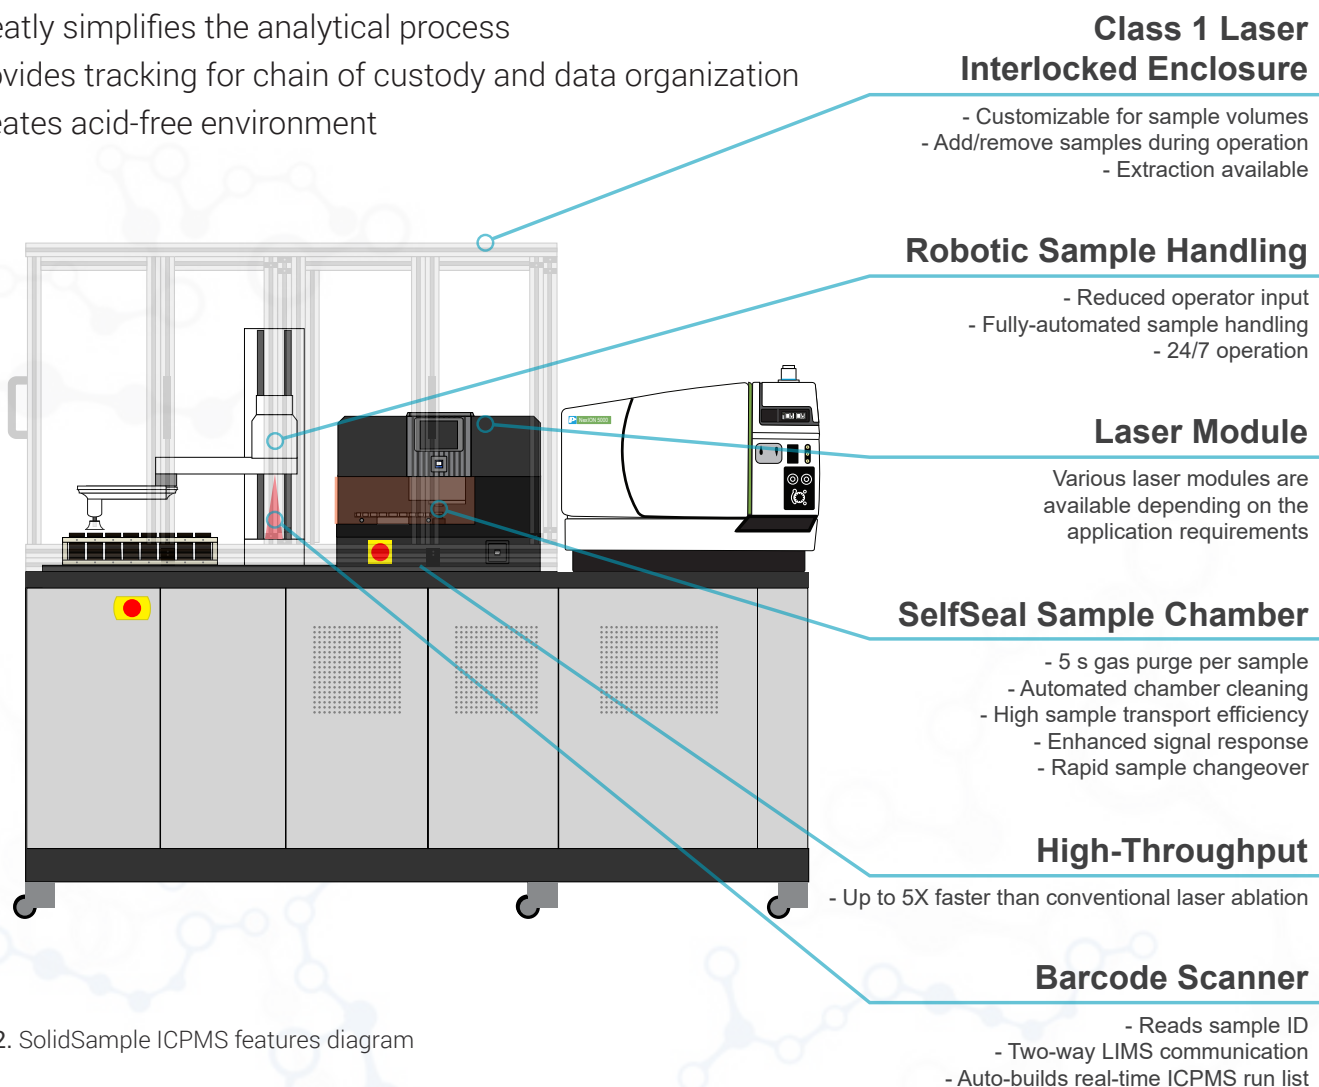 eatly simplifies the analytical process
ovides tracking for chain of custody and data organization
eates acid-free environment
Class 1 Laser
Interlocked Enclosure
- Customizable for sample volumes
- Add/remove samples during operation
- Extraction available
Robotic Sample Handling
- Reduced operator input
- Fully-automated sample handling
- 24/7 operation
NexION 5000
Laser Module
Various laser modules are
available depending on the
application requirements
SelfSeal Sample Chamber
- 5 s gas purge per sample
- Automated chamber cleaning
- High sample transport efficiency
- Enhanced signal response
- Rapid sample changeover
High-Throughput
- Up to 5X faster than conventional laser ablation
Barcode Scanner
- Reads sample ID
- Two-way LIMS communication
- Auto-builds real-time ICPMS run list
2. SolidSample ICPMS features diagram